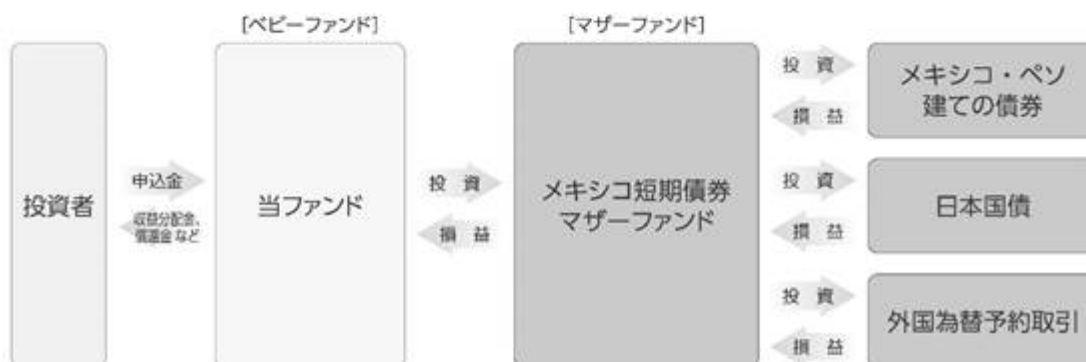 [ベビーファンド]
[マザーファンド]
投資者
申込金
収益分配金、
償還金 など
当ファンド
投 資
損 益
メキシコ短期債券
マザーファンド
投 資
損 益
メキシコ・ペソ
建ての債券
投 資
損 益
日本国債
投 資
損 益
外国為替予約取引